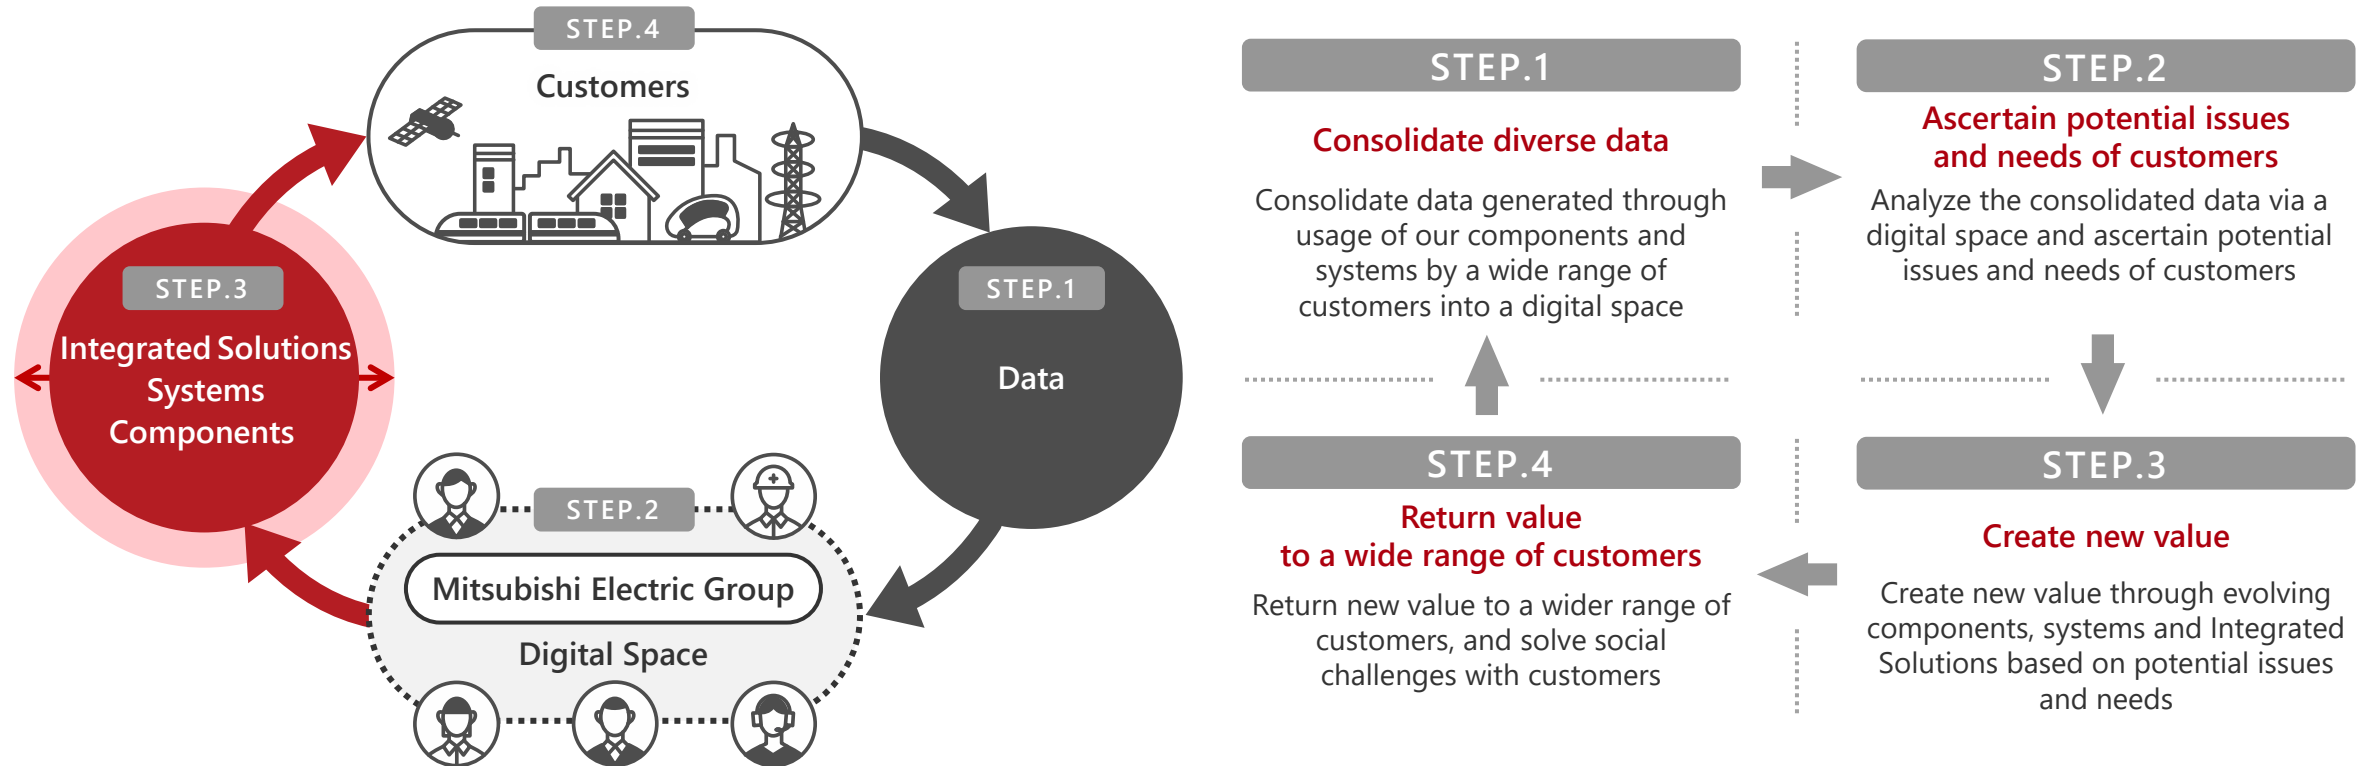 STEP.4
Customers
STEP.3
Integrated Solutions
Systems
Components
STEP.1
Data
STEP.2
Mitsubishi Electric Group
Digital Space
STEP.1
Consolidate diverse data
Consolidate data generated through
usage of our components and
systems by a wide range of
customers into a digital space
STEP.2
Ascertain potential issues
and needs of customers
Analyze the consolidated data via a
digital space and ascertain potential
issues and needs of customers
STEP.4
Return value
to a wide range of customers
Return new value to a wider range of
customers, and solve social
challenges with customers
STEP.3
Create new value
Create new value through evolving
components, systems and Integrated
Solutions based on potential issues
and needs